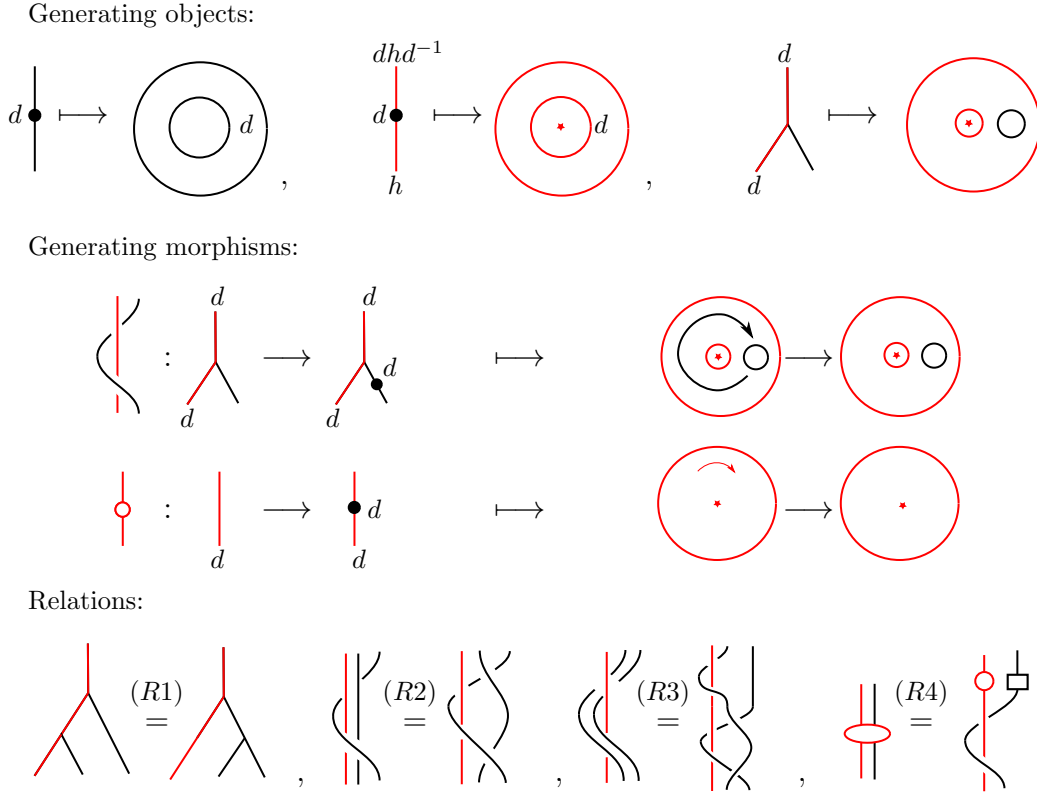 Generating objects:
dhd⁻¹
d
d ⟼ d , d ⟼ d , ⟼
h d
Generating morphisms:
d d
: ⟶ d ⟼ ⟶
d d
: ⟶ d ⟼ ⟶
d d
Relations:
(R1) (R2) (R3) (R4)
= , = , = , =